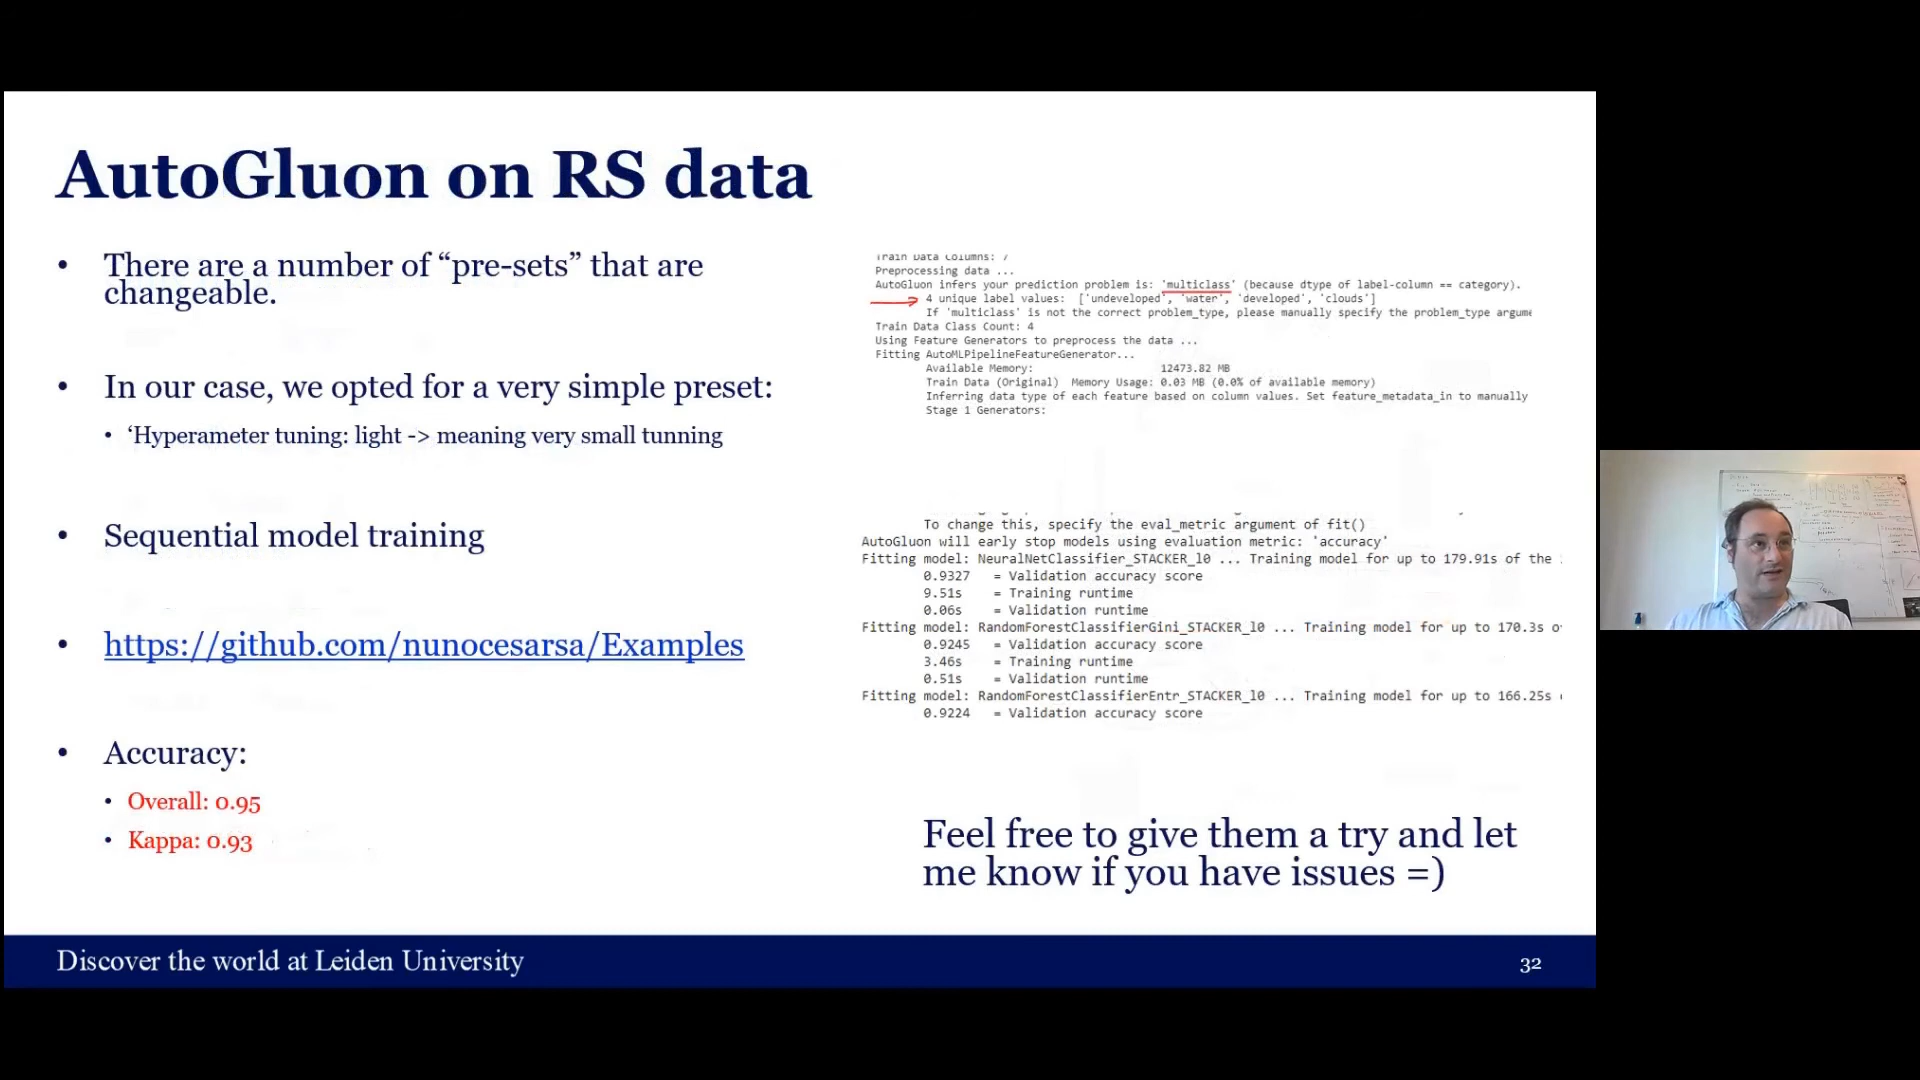 AutoGluon on RS data
• There are a number of “pre-sets” that are
changeable.
• In our case, we opted for a very simple preset:
• ‘Hyperameter tuning: light -> meaning very small tunning
• Sequential model training
• https://github.com/nunocesarsa/Examples
• Accuracy:
• Overall: 0.95
• Kappa: 0.93
Train Data Columns: 7
Preprocessing data ...
AutoGluon infers your prediction problem is: 'multiclass' (because dtype of label-column == category).
4 unique label values: ['undeveloped', 'water', 'developed', 'clouds']
If 'multiclass' is not the correct problem_type, please manually specify the problem_type argume
Train Data Class Count: 4
Using Feature Generators to preprocess the data ...
Fitting AutoMLPipelineFeatureGenerator...
Available Memory: 12473.82 MB
Train Data (Original) Memory Usage: 0.03 MB (0.0% of available memory)
Inferring data type of each feature based on column values. Set feature_metadata_in to manually
Stage 1 Generators:
To change this, specify the eval_metric argument of fit()
AutoGluon will early stop models using evaluation metric: 'accuracy'
Fitting model: NeuralNetClassifier_STACKER_l0 ... Training model for up to 179.91s of the
0.9327 = Validation accuracy score
9.51s = Training runtime
0.06s = Validation runtime
Fitting model: RandomForestClassifierGini_STACKER_l0 ... Training model for up to 170.3s o
0.9245 = Validation accuracy score
3.46s = Training runtime
0.51s = Validation runtime
Fitting model: RandomForestClassifierEntr_STACKER_l0 ... Training model for up to 166.25s
0.9224 = Validation accuracy score
Feel free to give them a try and let
me know if you have issues =)
Discover the world at Leiden University
32